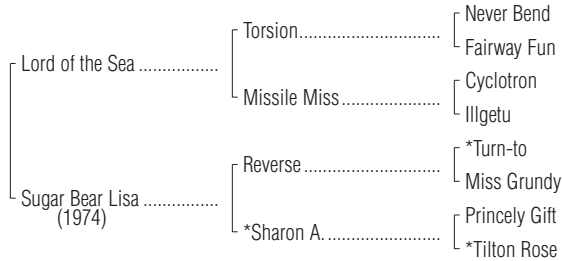 Never Bend
Torsion
Fairway Fun
Lord of the Sea
Cyclotron
Missile Miss
Illgetu
*Turn-to
Reverse
Miss Grundy
Sugar Bear Lisa
(1974)
Princely Gift
*Sharon A.
*Tilton Rose